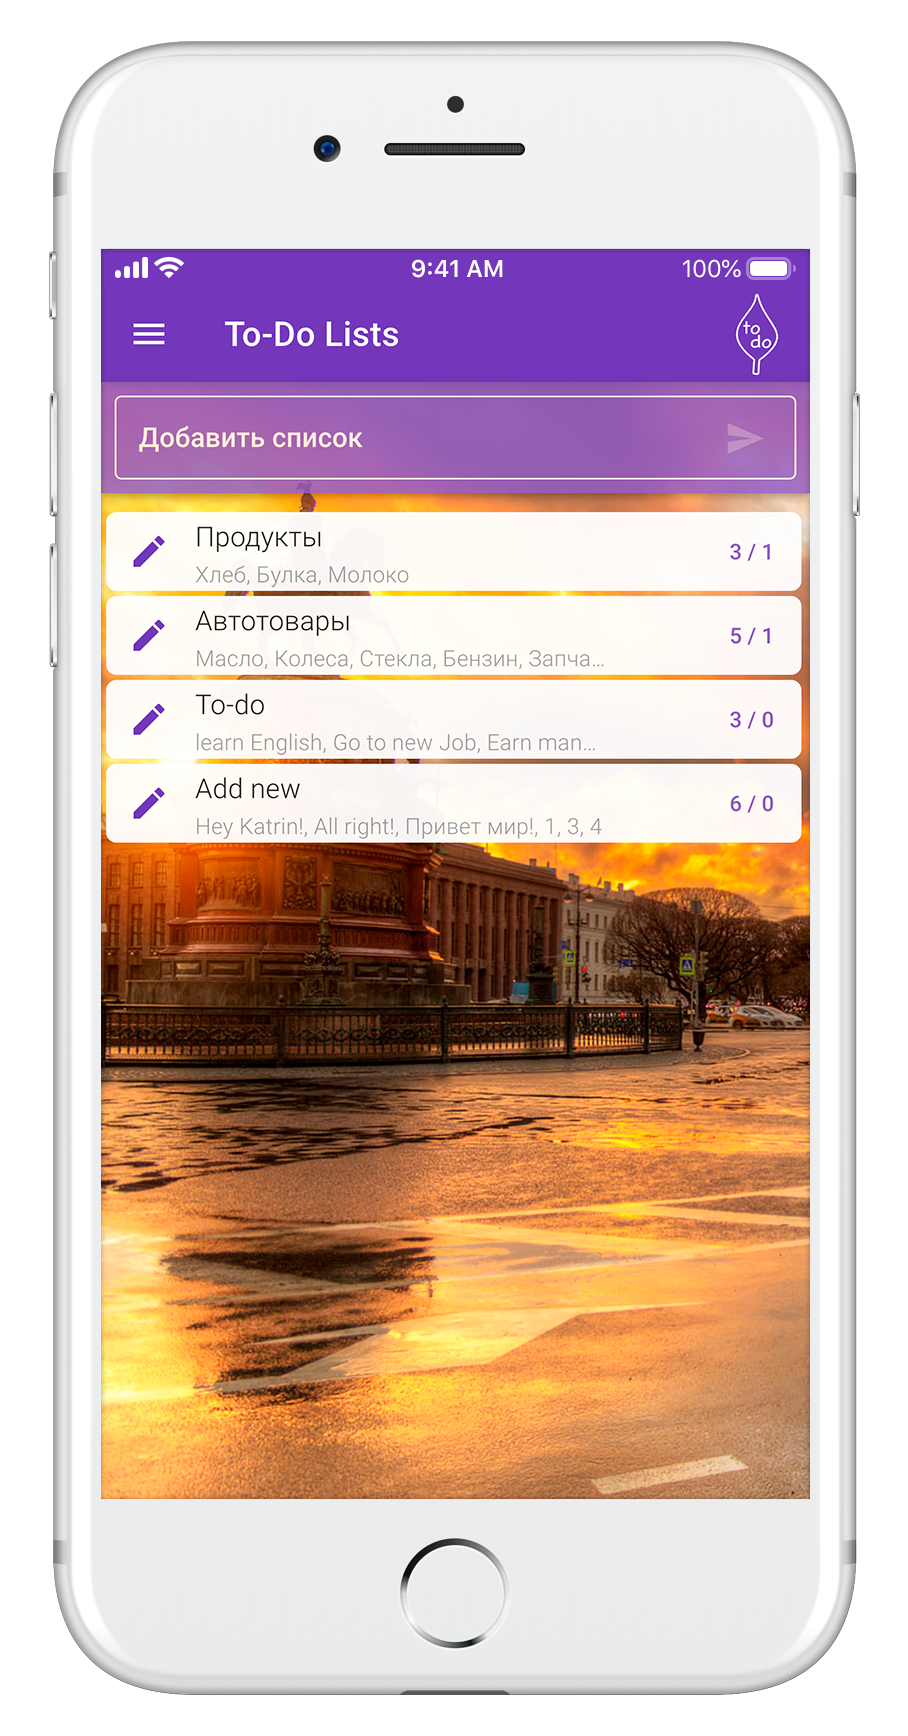 9:41 AM
100%
To-Do Lists
to
do
Добавить список
Продукты
3 / 1
Хлеб, Булка, Молоко
Автотовары
5 / 1
Масло, Колеса, Стекла, Бензин, Запча...
To-do
3 / 0
learn English, Go to new Job, Earn man...
Add new
6 / 0
Hey Katrin!, All right!, Привет мир!, 1, 3, 4